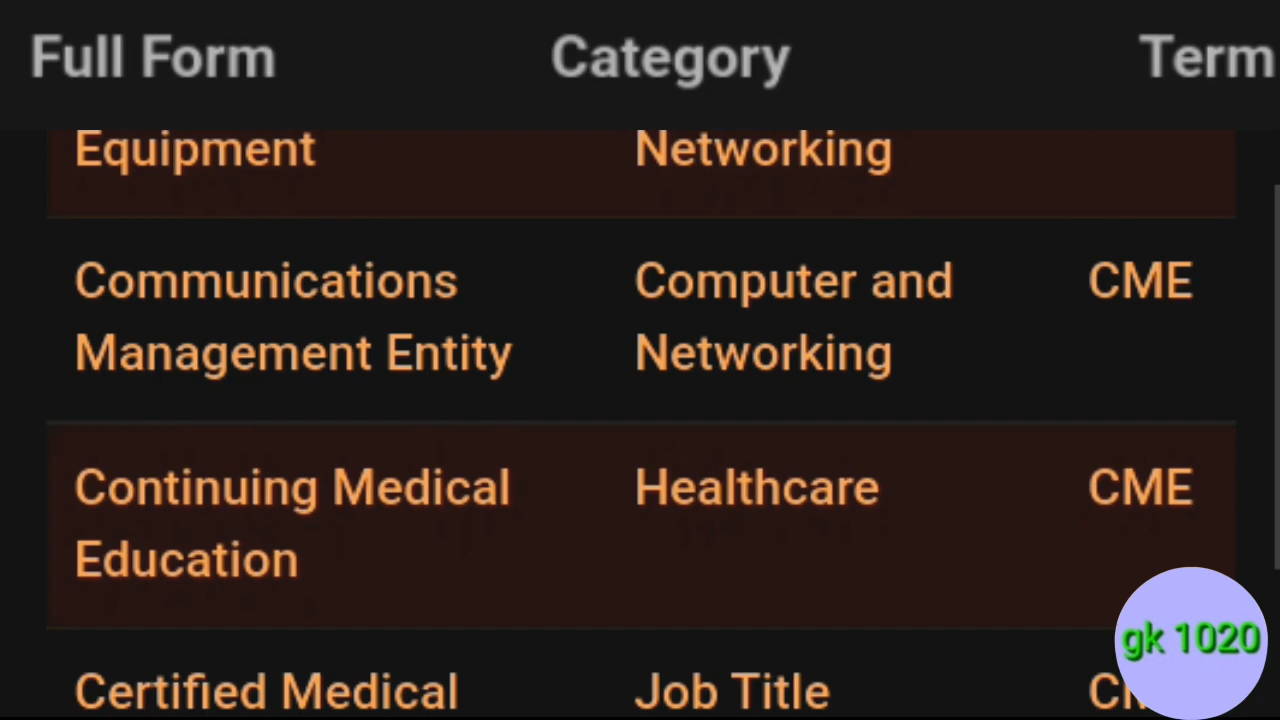 Full Form Category Term
Equipment Networking
Communications Computer and CME
Management Entity Networking
Continuing Medical Healthcare CME
Education
gk 1020
Certified Medical Job Title